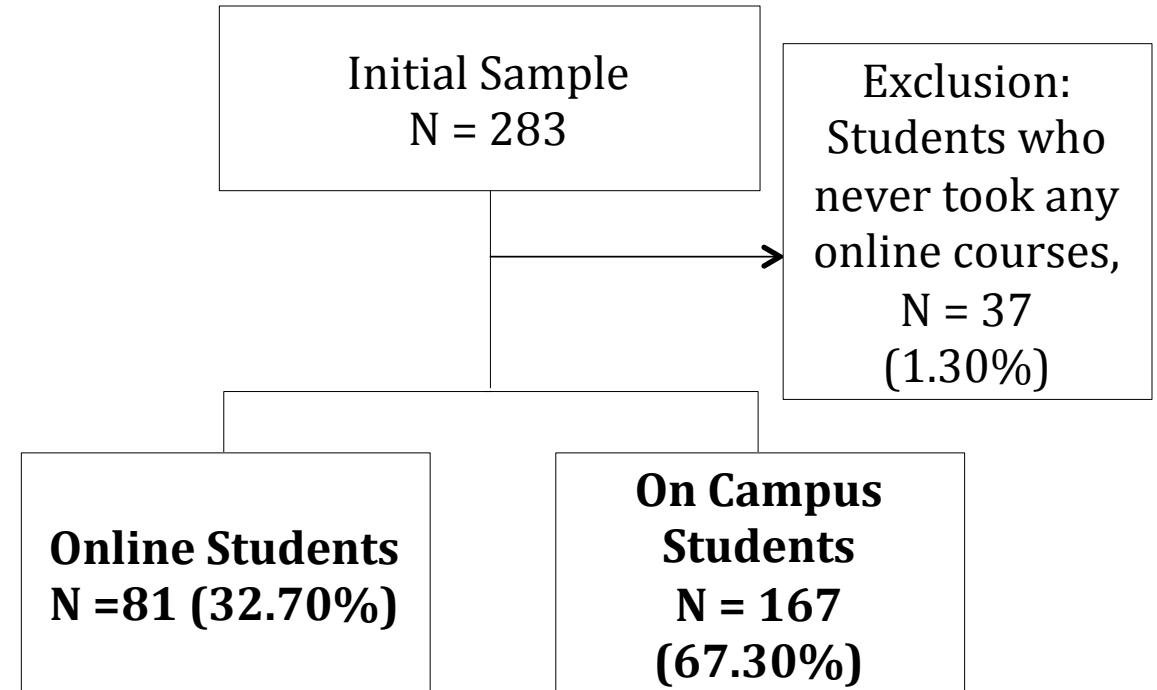 Initial Sample
N = 283
Exclusion:
Students who
never took any
online courses,
N = 37
(1.30%)
Online Students
N =81 (32.70%)
On Campus
Students
N = 167
(67.30%)